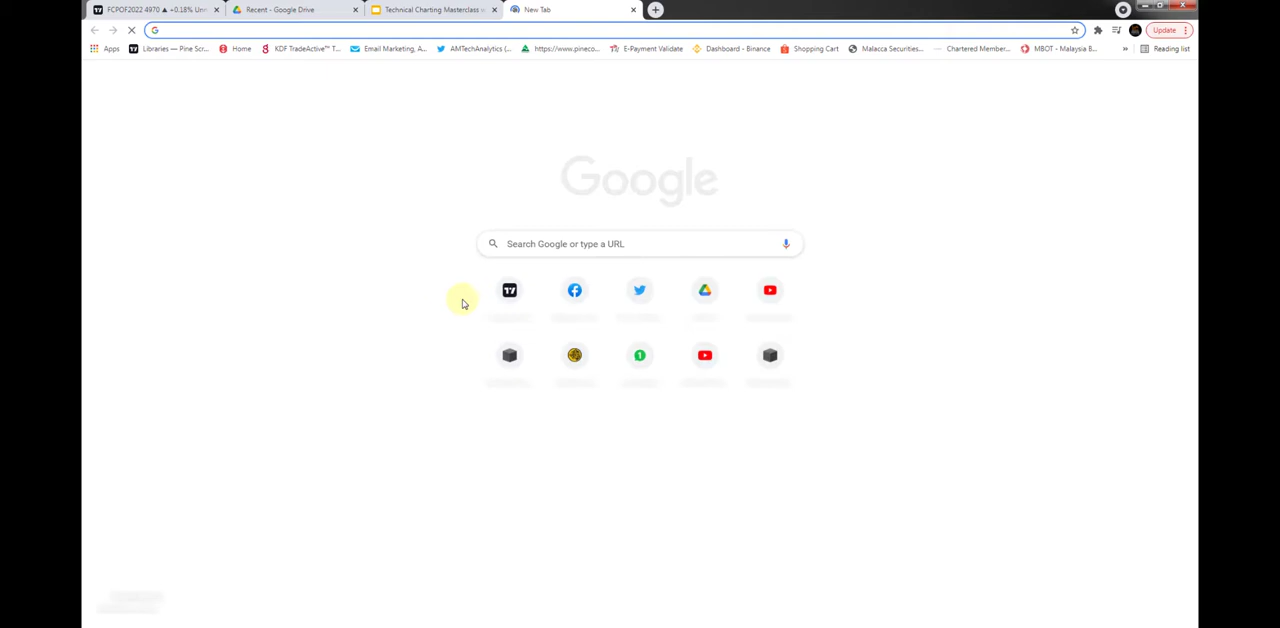 FCPOF2022 4970 ▲ +0.18% Unn
Recent - Google Drive
Technical Charting Masterclass w
New Tab
Update
Apps
Libraries — Pine Scr...
Home
KDF TradeActive™ T...
Email Marketing, A...
AMTechAnalytics (...
https://www.pineco...
E-Payment Validate
Dashboard - Binance
Shopping Cart
Malacca Securities...
Chartered Member...
MBOT - Malaysia B...
»
Reading list
Google
Search Google or type a URL
1